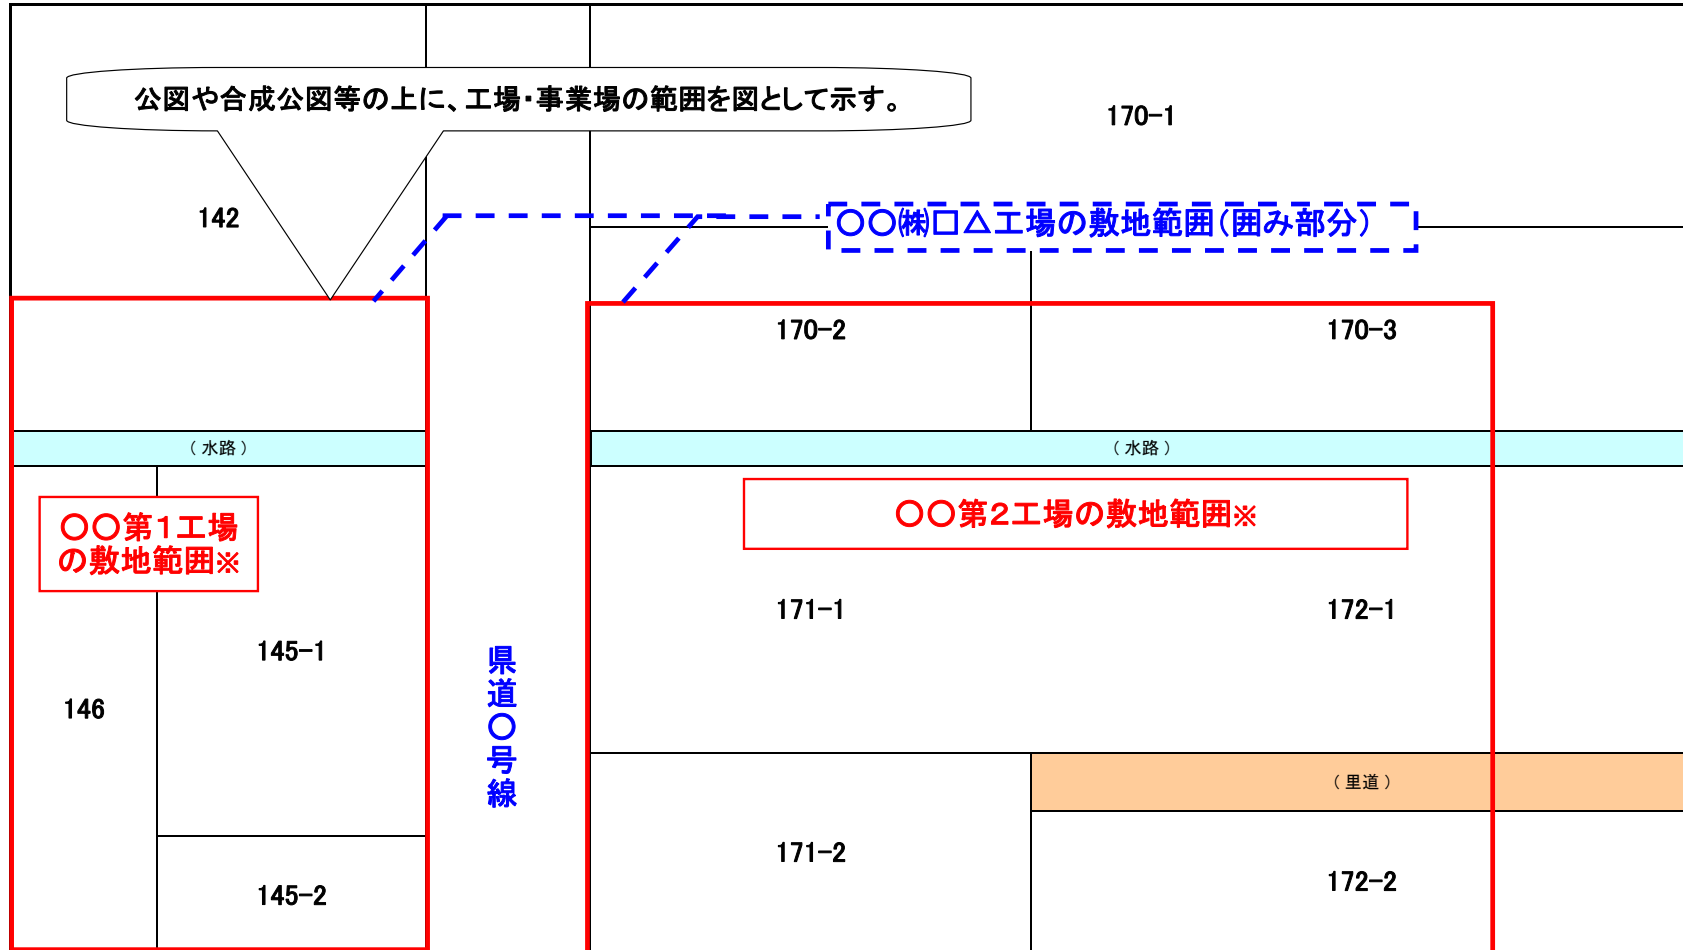 公図や合成公図等の上に、工場・事業場の範囲を図として示す。
170-1
142
〇〇㈱□△工場の敷地範囲(囲み部分)
170-2
170-3
(水路)
(水路)
〇〇第1工場
の敷地範囲※
〇〇第2工場の敷地範囲※
171-1
172-1
145-1
146
県道〇号線
(里道)
171-2
172-2
145-2